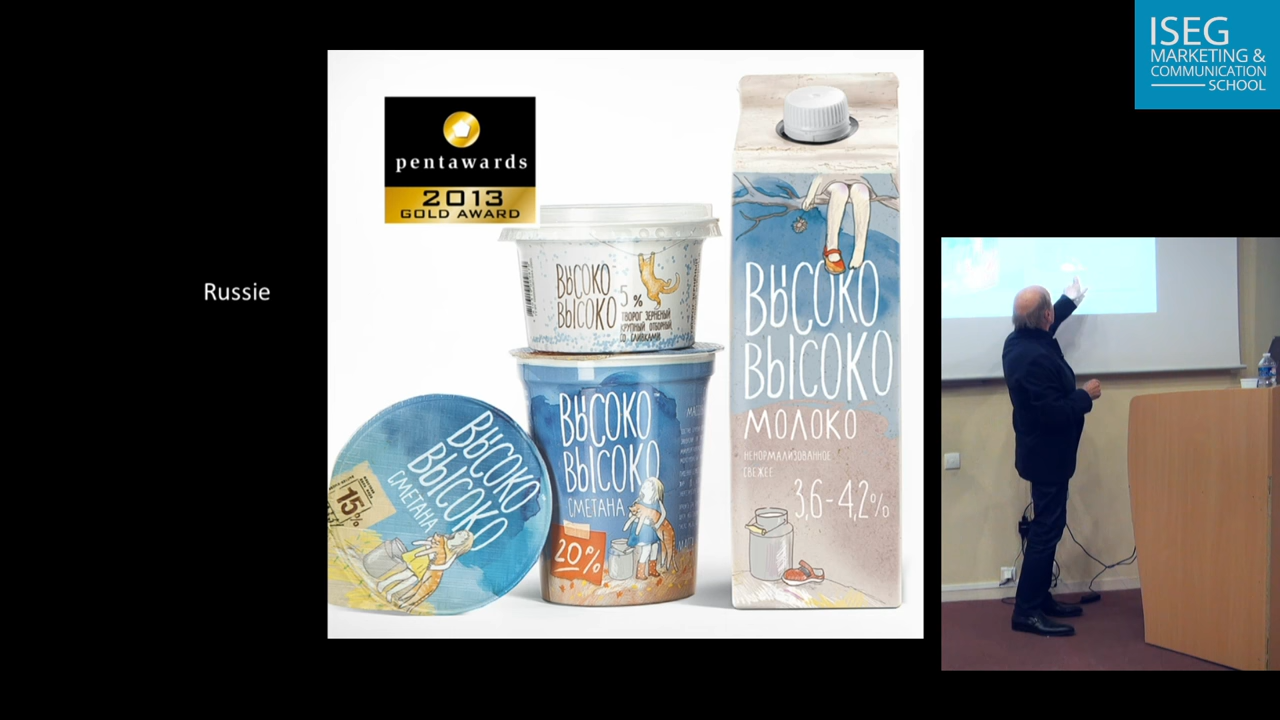 ISEG
MARKETING &
COMMUNICATION
SCHOOL
Russie
pentawards
2013
GOLD AWARD
ВЫСОКО
ВЫСОКО
5 %
ТВОРОГ ЗЕРНЕНЫЙ
КРУПНЫЙ ОТБОРНЫЙ
СО СЛИВКАМИ
ВЫСОКО
ВЫСОКО
СМЕТАНА
15%
ВЫСОКО
ВЫСОКО
СМЕТАНА
20%
ВЫСОКО
ВЫСОКО
МОЛОКО
НЕНОРМАЛИЗОВАННОЕ
СВЕЖЕЕ
3,6-4,2%